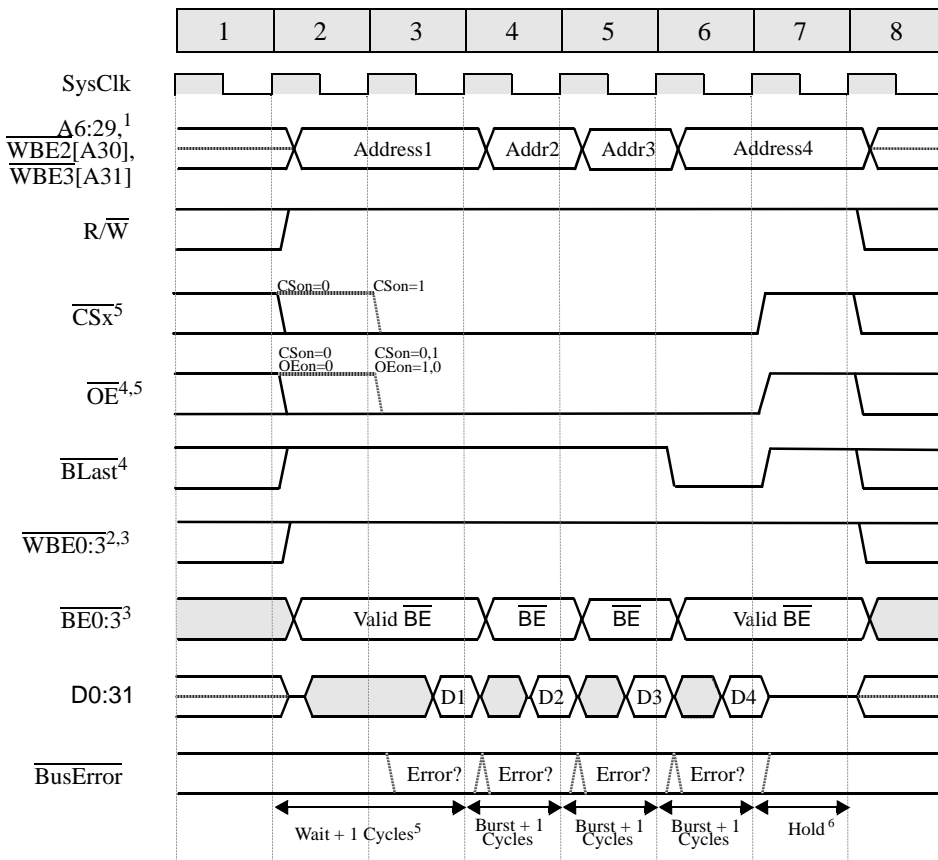 1 2 3 4 5 6 7 8
SysClk
A6:29,1
WBE2[A30],
WBE3[A31]
Address1 Addr2 Addr3 Address4
R/W
CSon=0 CSon=1
CSx5
CSon=0 CSon=0,1
OEon=0 OEon=1,0
OE4,5
BLast4
WBE0:32,3
BE0:33
Valid BE BE BE Valid BE
D0:31
D1 D2 D3 D4
BusError
Error? Error? Error? Error?
Wait + 1 Cycles5
Burst + 1
Cycles
Burst + 1
Cycles
Burst + 1
Cycles
Hold6